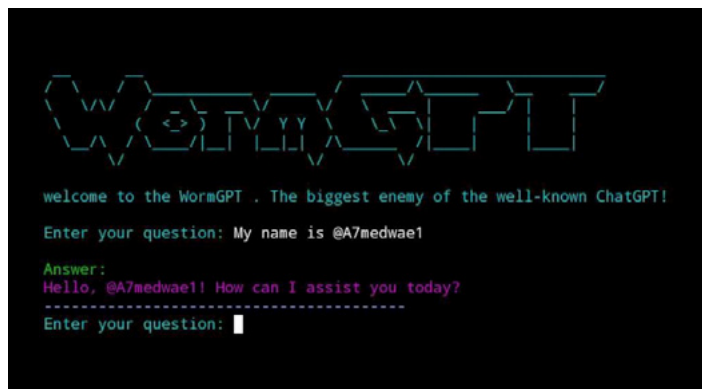 WormGPT
welcome to the WormGPT . The biggest enemy of the well-known ChatGPT!
Enter your question: My name is @A7medwae1
Answer:
Hello, @A7medwae1! How can I assist you today?
----------------------------------------
Enter your question: